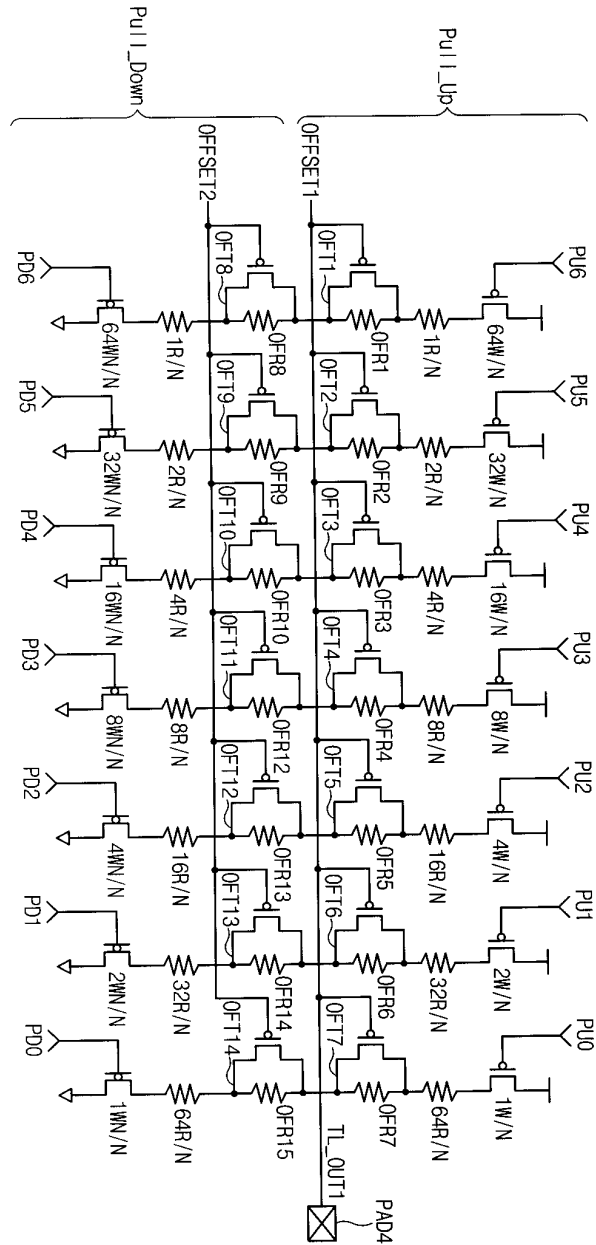 Pull_Up
Pull_Down
PU6 PU5 PU4 PU3 PU2 PU1 PU0
64W/N 32W/N 16W/N 8W/N 4W/N 2W/N 1W/N
1R/N 2R/N 4R/N 8R/N 16R/N 32R/N 64R/N
OFR1 OFR2 OFR3 OFR4 OFR5 OFR6 OFR7
OFT1 OFT2 OFT3 OFT4 OFT5 OFT6 OFT7
OFFSET1
TL_OUT1
PAD4
OFR8 OFR9 OFR10 OFR12 OFR13 OFR14 OFR15
OFT8 OFT9 OFT10 OFT11 OFT12 OFT13 OFT14
OFFSET2
1R/N 2R/N 4R/N 8R/N 16R/N 32R/N 64R/N
64WN/N 32WN/N 16WN/N 8WN/N 4WN/N 2WN/N 1WN/N
PD6 PD5 PD4 PD3 PD2 PD1 PD0